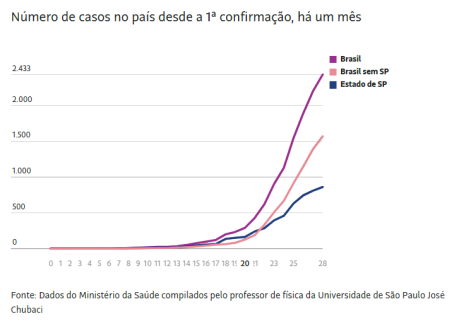 Número de casos no país desde a 1ª confirmação, há um mês
Brasil
Brasil sem SP
Estado de SP
2.433
2.000
1.500
1.000
500
0
0 1 2 3 4 5 6 7 8 9 10 11 12 13 14 15 16 17 18 20 23 25 28
Fonte: Dados do Ministério da Saúde compilados pelo professor de física da Universidade de São Paulo José
Chubaci